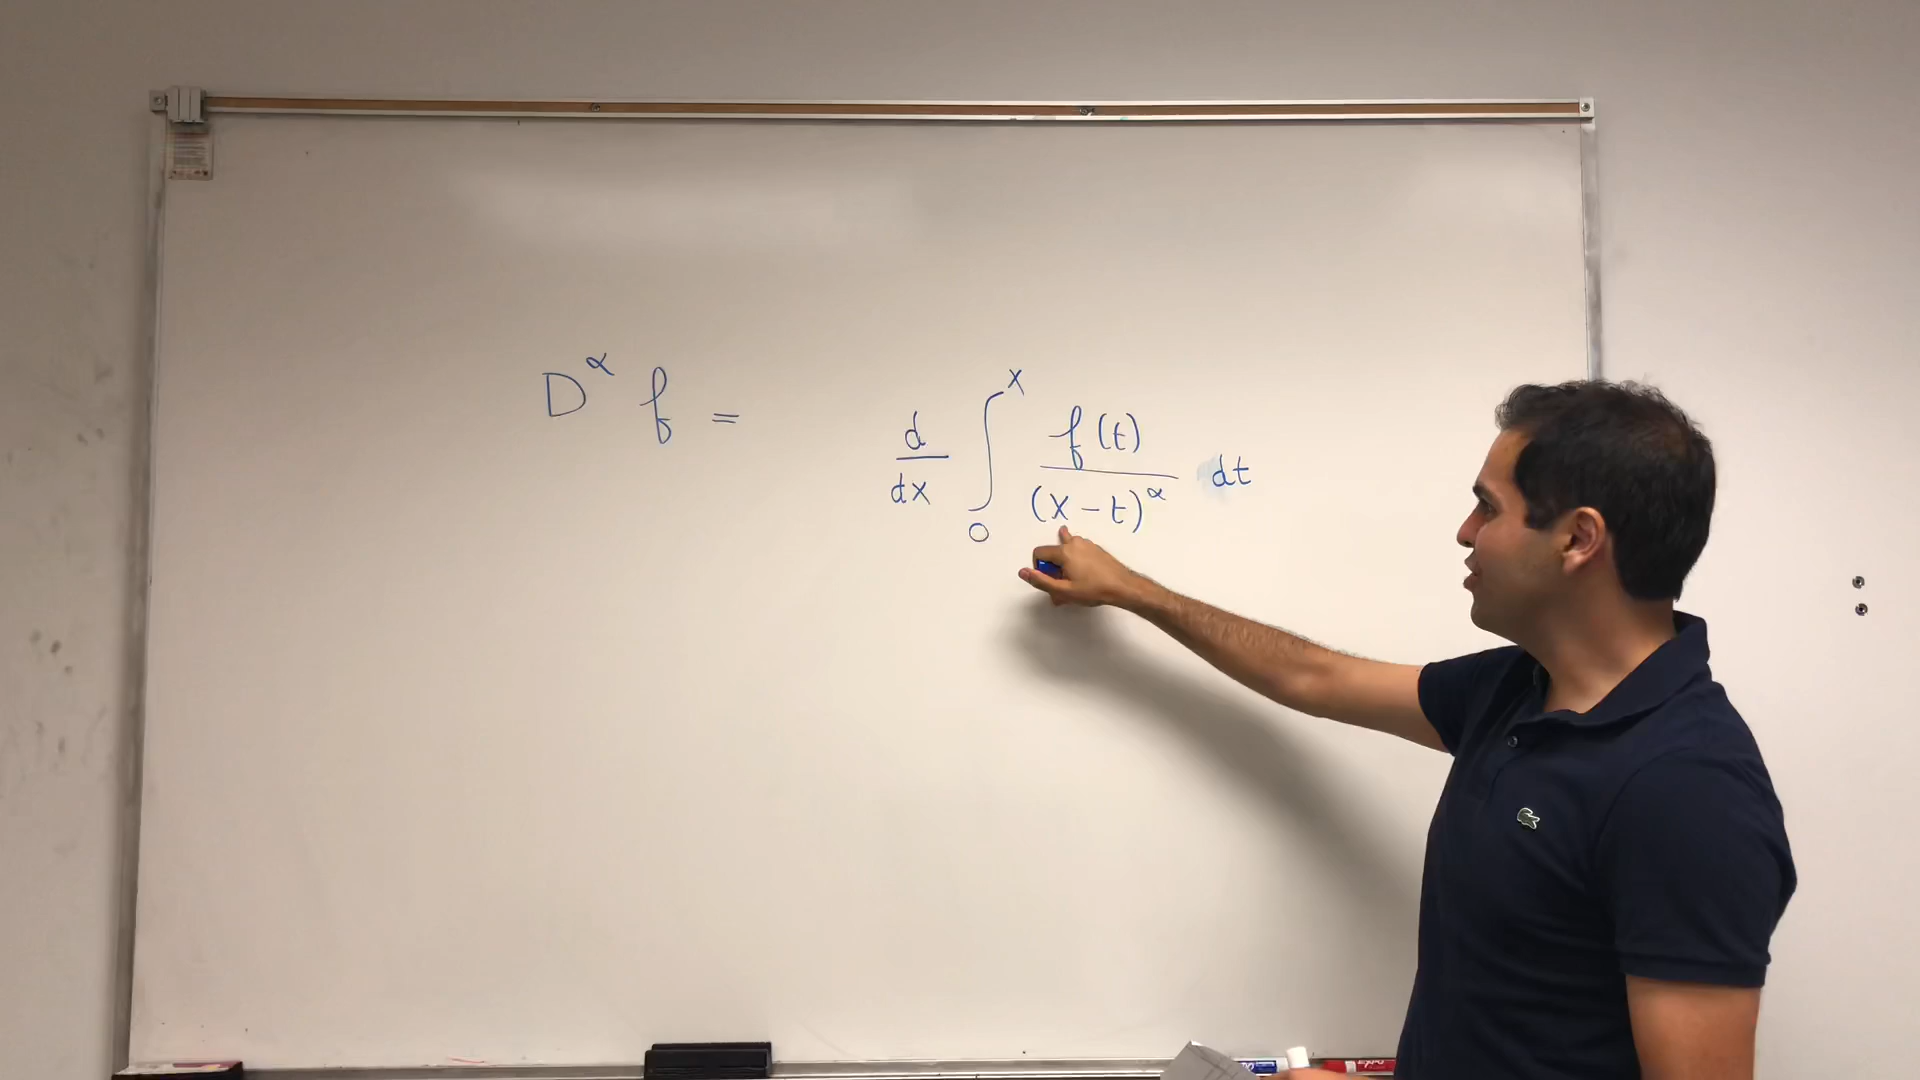 D^α f = d/dx ∫_0^x f(t)/(x-t)^α dt